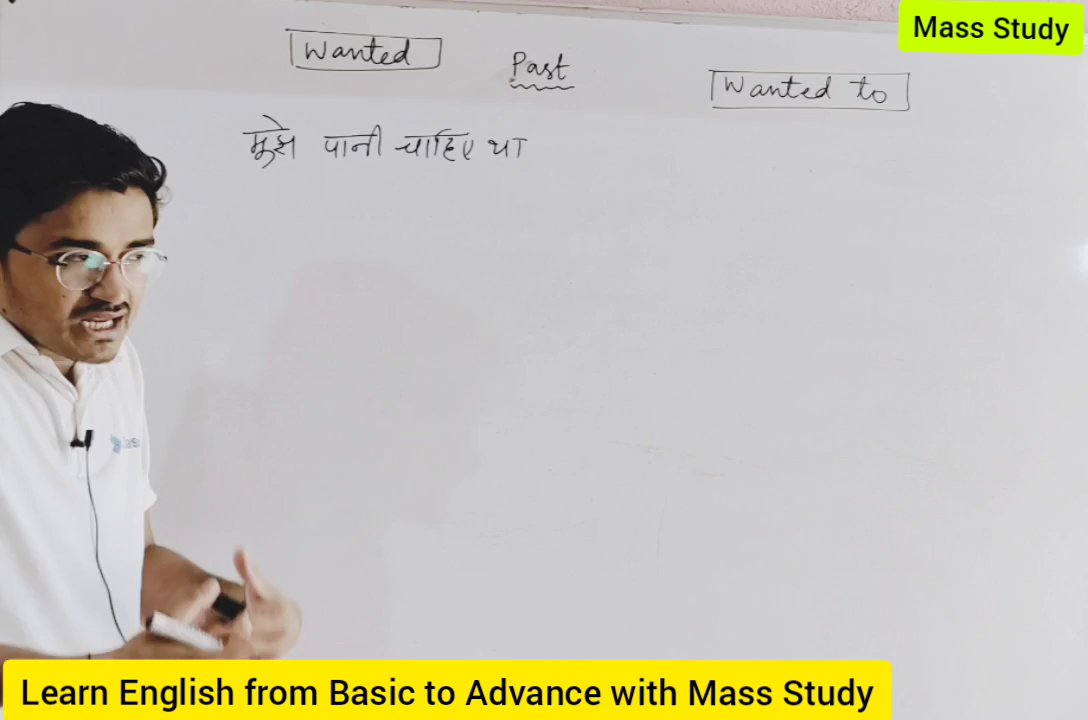 Mass Study
Wanted
Past
Wanted to
मुझे पानी चाहिए था
Learn English from Basic to Advance with Mass Study